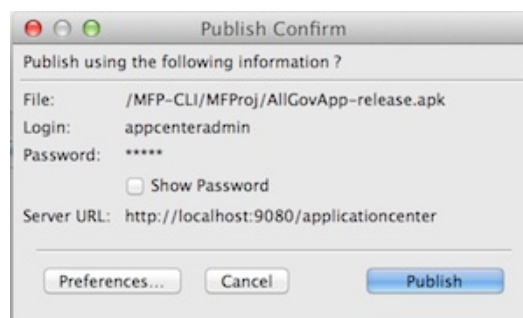 Publish Confirm
Publish using the following information ?
File: /MFP-CLI/MFProj/AllGovApp-release.apk
Login: appcenteradmin
Password: *****
Show Password
Server URL: http://localhost:9080/applicationcenter
Preferences... Cancel Publish